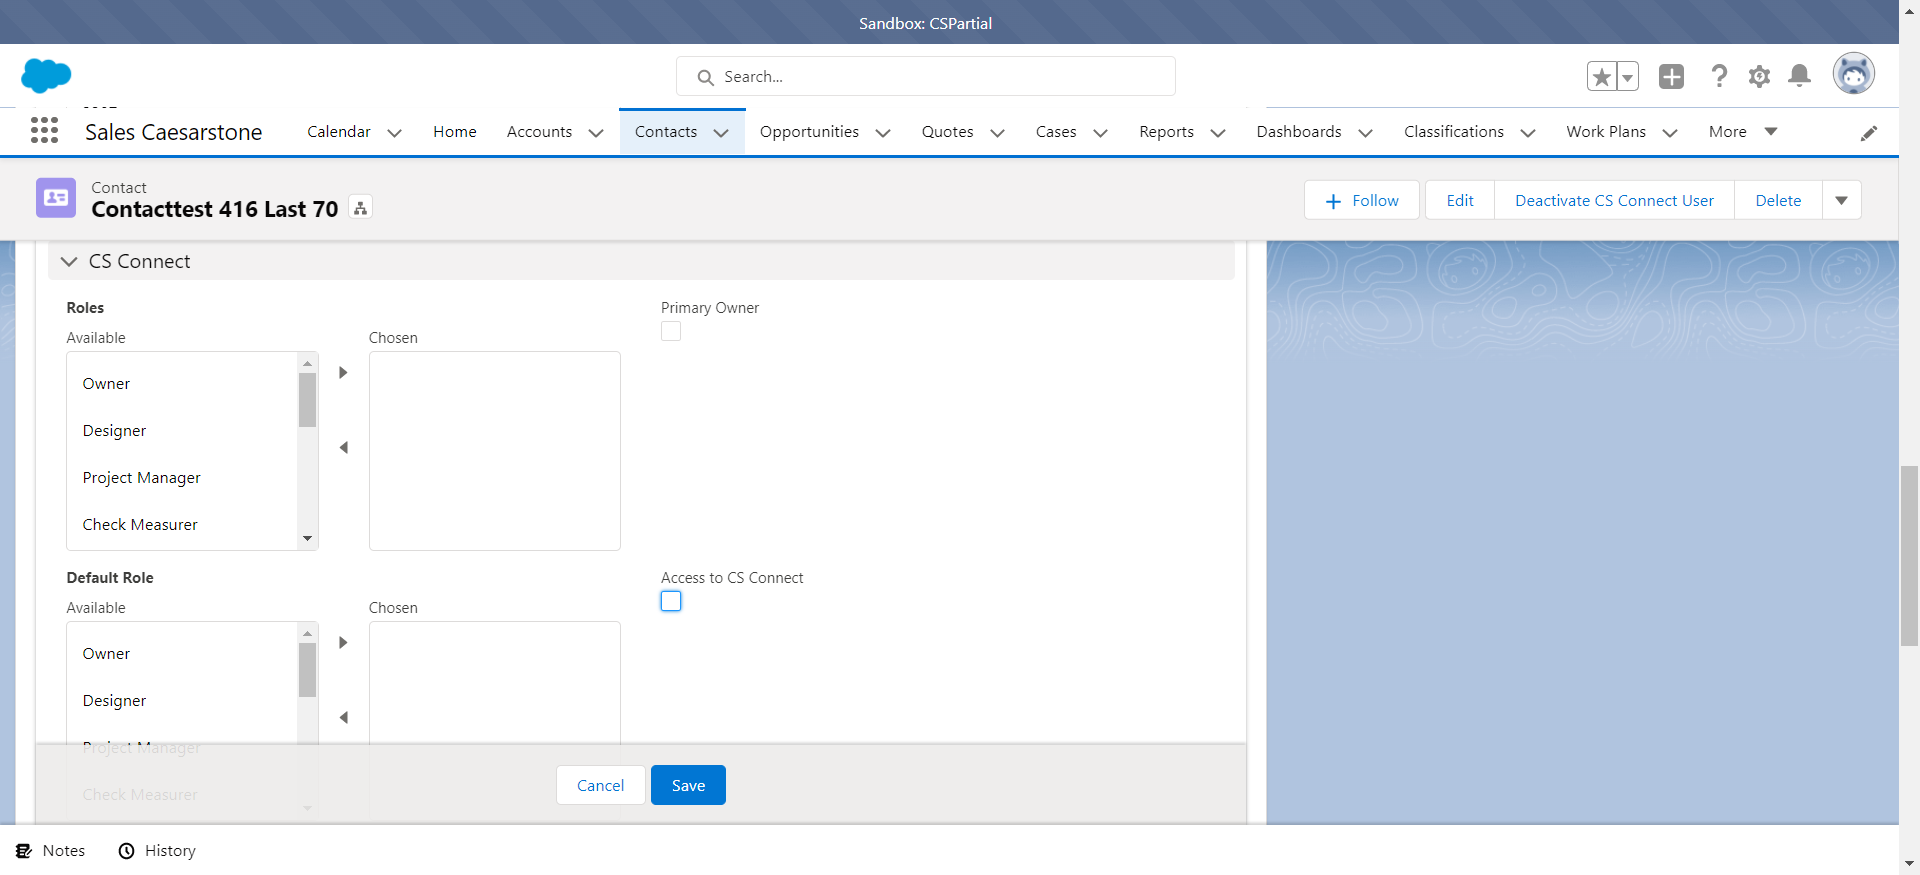 Sandbox: CSPartial
Search...
Sales Caesarstone
Calendar
Home
Accounts
Contacts
Opportunities
Quotes
Cases
Reports
Dashboards
Classifications
Work Plans
More
Contact
Contacttest 416 Last 70
Follow
Edit
Deactivate CS Connect User
Delete
CS Connect
Roles
Primary Owner
Available
Chosen
Owner
Designer
Project Manager
Check Measurer
Default Role
Access to CS Connect
Available
Chosen
Owner
Designer
Project Manager
Check Measurer
Cancel
Save
Notes
History